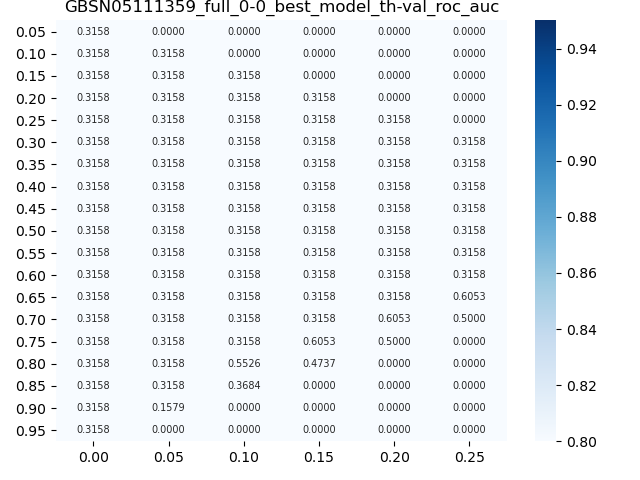 GBSN05111359_full_0-0_best_model_th-val_roc_auc
0.05 0.3158 0.0000 0.0000 0.0000 0.0000 0.0000
0.10 0.3158 0.3158 0.0000 0.0000 0.0000 0.0000
0.15 0.3158 0.3158 0.3158 0.0000 0.0000 0.0000
0.20 0.3158 0.3158 0.3158 0.3158 0.0000 0.0000
0.25 0.3158 0.3158 0.3158 0.3158 0.3158 0.0000
0.30 0.3158 0.3158 0.3158 0.3158 0.3158 0.3158
0.35 0.3158 0.3158 0.3158 0.3158 0.3158 0.3158
0.40 0.3158 0.3158 0.3158 0.3158 0.3158 0.3158
0.45 0.3158 0.3158 0.3158 0.3158 0.3158 0.3158
0.50 0.3158 0.3158 0.3158 0.3158 0.3158 0.3158
0.55 0.3158 0.3158 0.3158 0.3158 0.3158 0.3158
0.60 0.3158 0.3158 0.3158 0.3158 0.3158 0.3158
0.65 0.3158 0.3158 0.3158 0.3158 0.3158 0.6053
0.70 0.3158 0.3158 0.3158 0.3158 0.6053 0.5000
0.75 0.3158 0.3158 0.3158 0.6053 0.5000 0.0000
0.80 0.3158 0.3158 0.5526 0.4737 0.0000 0.0000
0.85 0.3158 0.3158 0.3684 0.0000 0.0000 0.0000
0.90 0.3158 0.1579 0.0000 0.0000 0.0000 0.0000
0.95 0.3158 0.0000 0.0000 0.0000 0.0000 0.0000
0.00 0.05 0.10 0.15 0.20 0.25
0.94
0.92
0.90
0.88
0.86
0.84
0.82
0.80